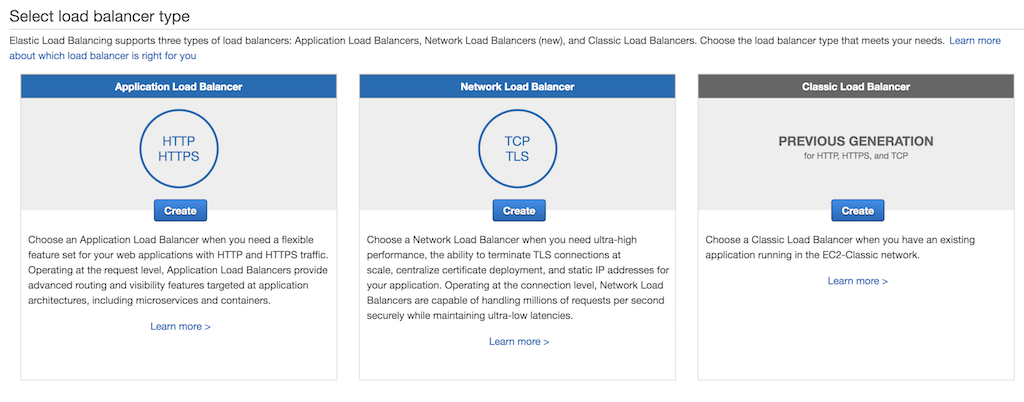 Select load balancer type
Elastic Load Balancing supports three types of load balancers: Application Load Balancers, Network Load Balancers (new), and Classic Load Balancers. Choose the load balancer type that meets your needs. Learn more
about which load balancer is right for you
Application Load Balancer
HTTP
HTTPS
Create
Choose an Application Load Balancer when you need a flexible
feature set for your web applications with HTTP and HTTPS traffic.
Operating at the request level, Application Load Balancers provide
advanced routing and visibility features targeted at application
architectures, including microservices and containers.
Learn more >
Network Load Balancer
TCP
TLS
Create
Choose a Network Load Balancer when you need ultra-high
performance, the ability to terminate TLS connections at
scale, centralize certificate deployment, and static IP addresses for
your application. Operating at the connection level, Network Load
Balancers are capable of handling millions of requests per second
securely while maintaining ultra-low latencies.
Learn more >
Classic Load Balancer
PREVIOUS GENERATION
for HTTP, HTTPS, and TCP
Create
Choose a Classic Load Balancer when you have an existing
application running in the EC2-Classic network.
Learn more >